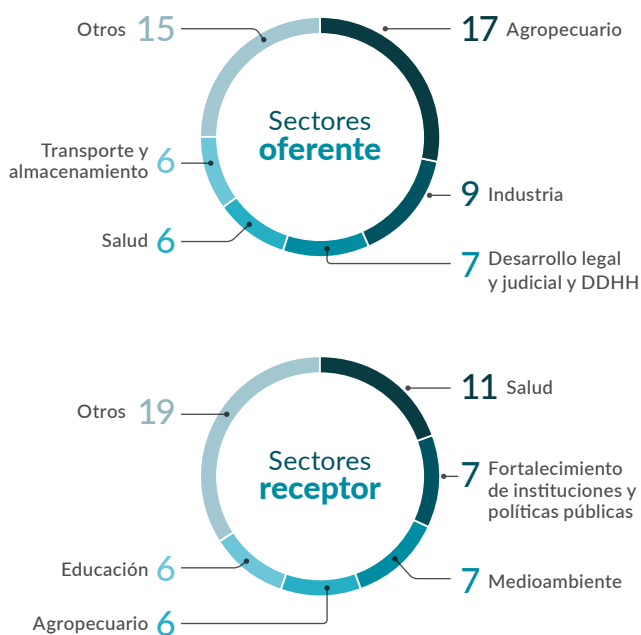 Otros 15
17 Agropecuario
Sectores
oferente
Transporte y
almacenamiento 6
9 Industria
Salud 6
7 Desarrollo legal
y judicial y DDHH
11 Salud
Otros 19
Sectores
receptor
7 Fortalecimiento
de instituciones y
políticas públicas
Educación 6
7 Medioambiente
Agropecuario 6